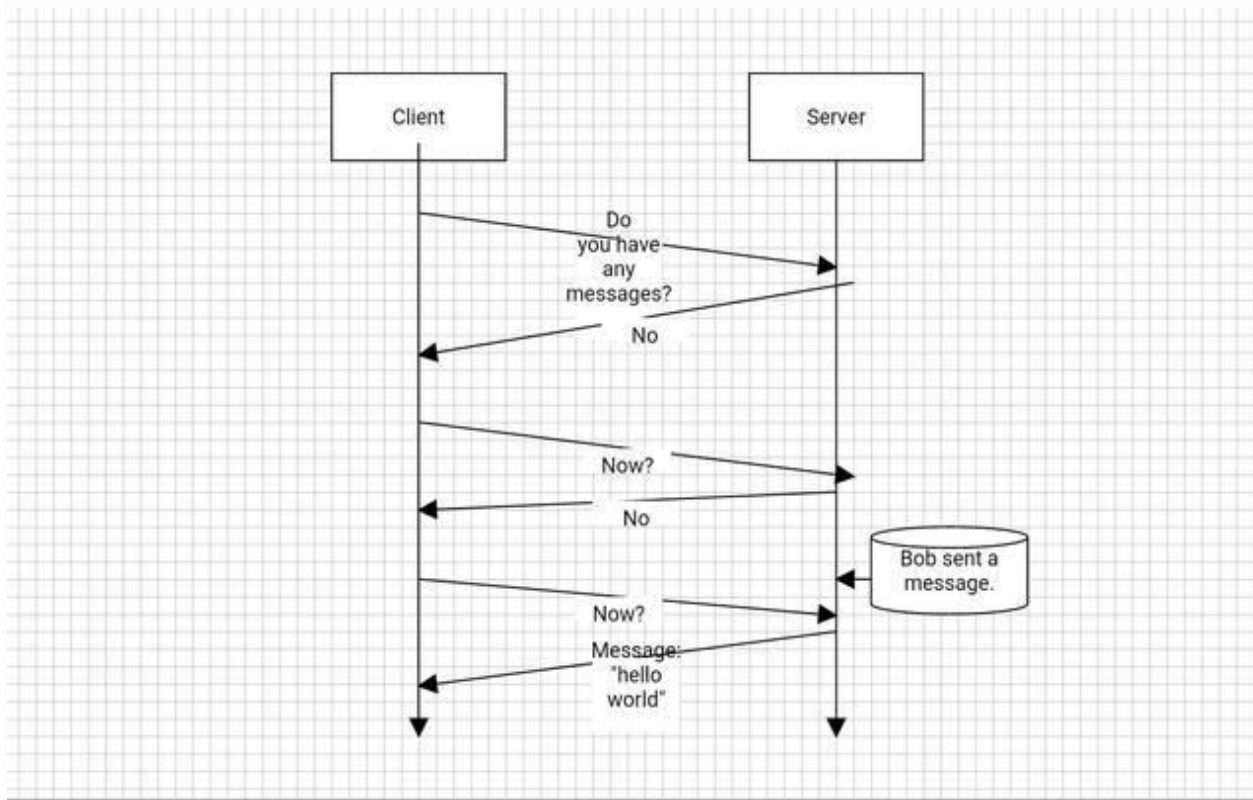 Client
Server
Do
you have
any
messages?
No
Now?
No
Bob sent a
message.
Now?
Message:
"hello
world"